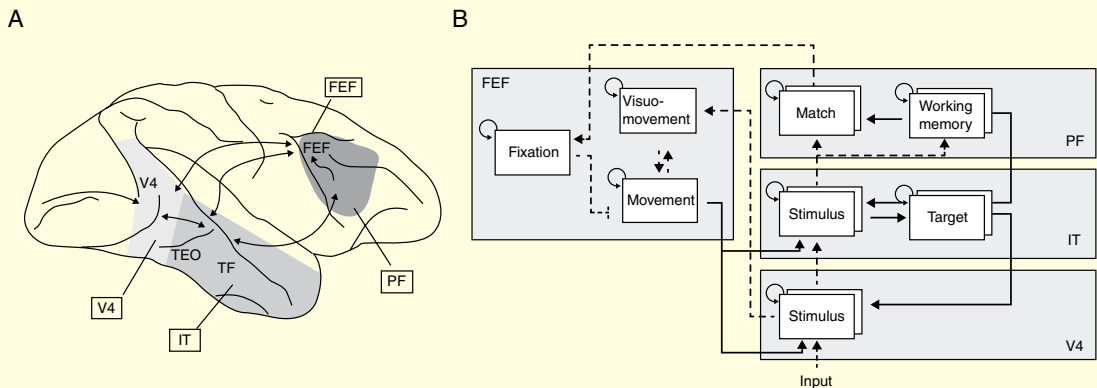 A
FEF
FEF
V4
TEO
TF
V4
IT
PF
B
FEF
Visuo-
movement
Fixation
Movement
Match
Working
memory
PF
Stimulus
Target
IT
Stimulus
V4
Input